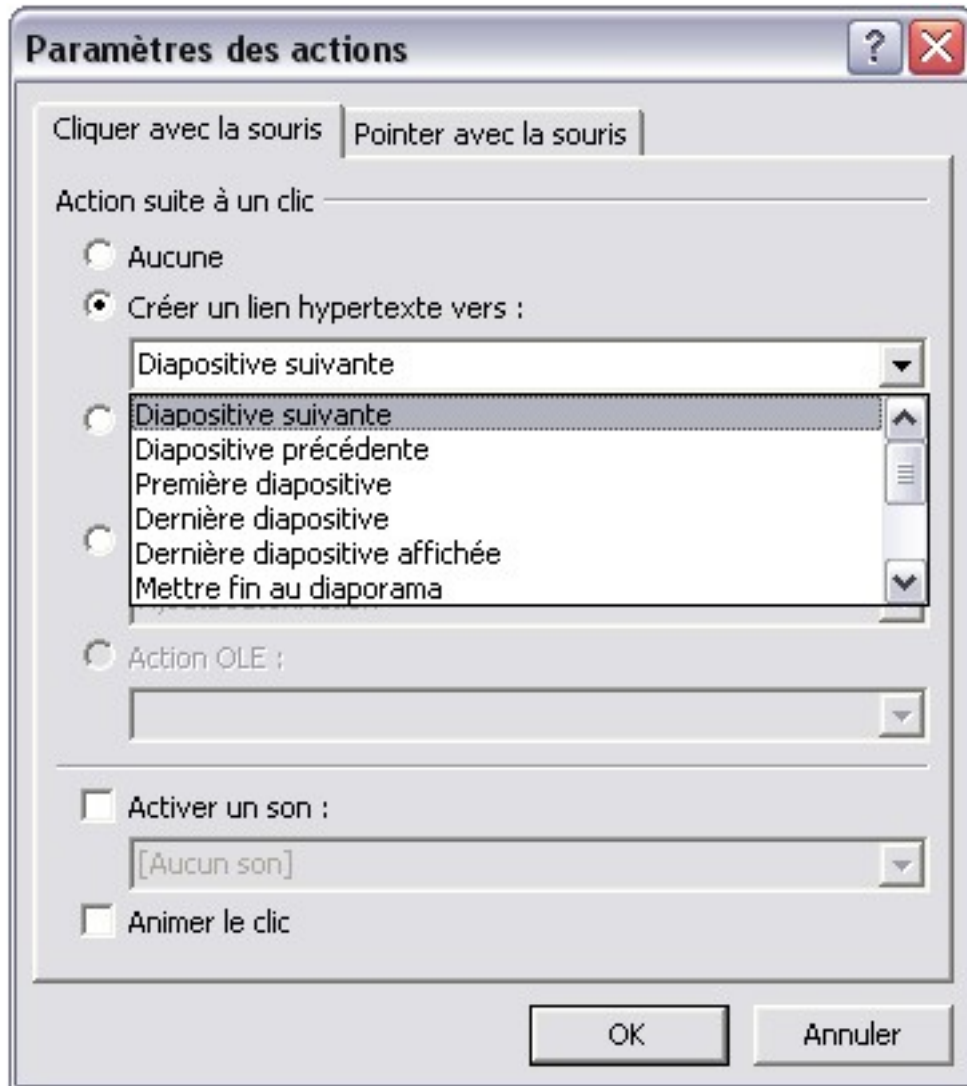 Paramètres des actions
Cliquer avec la souris
Pointer avec la souris
Action suite à un clic
Aucune
Créer un lien hypertexte vers :
Diapositive suivante
Diapositive suivante
Diapositive précédente
Première diapositive
Dernière diapositive
Dernière diapositive affichée
Mettre fin au diaporama
Action OLE :
Activer un son :
[Aucun son]
Animer le clic
OK
Annuler